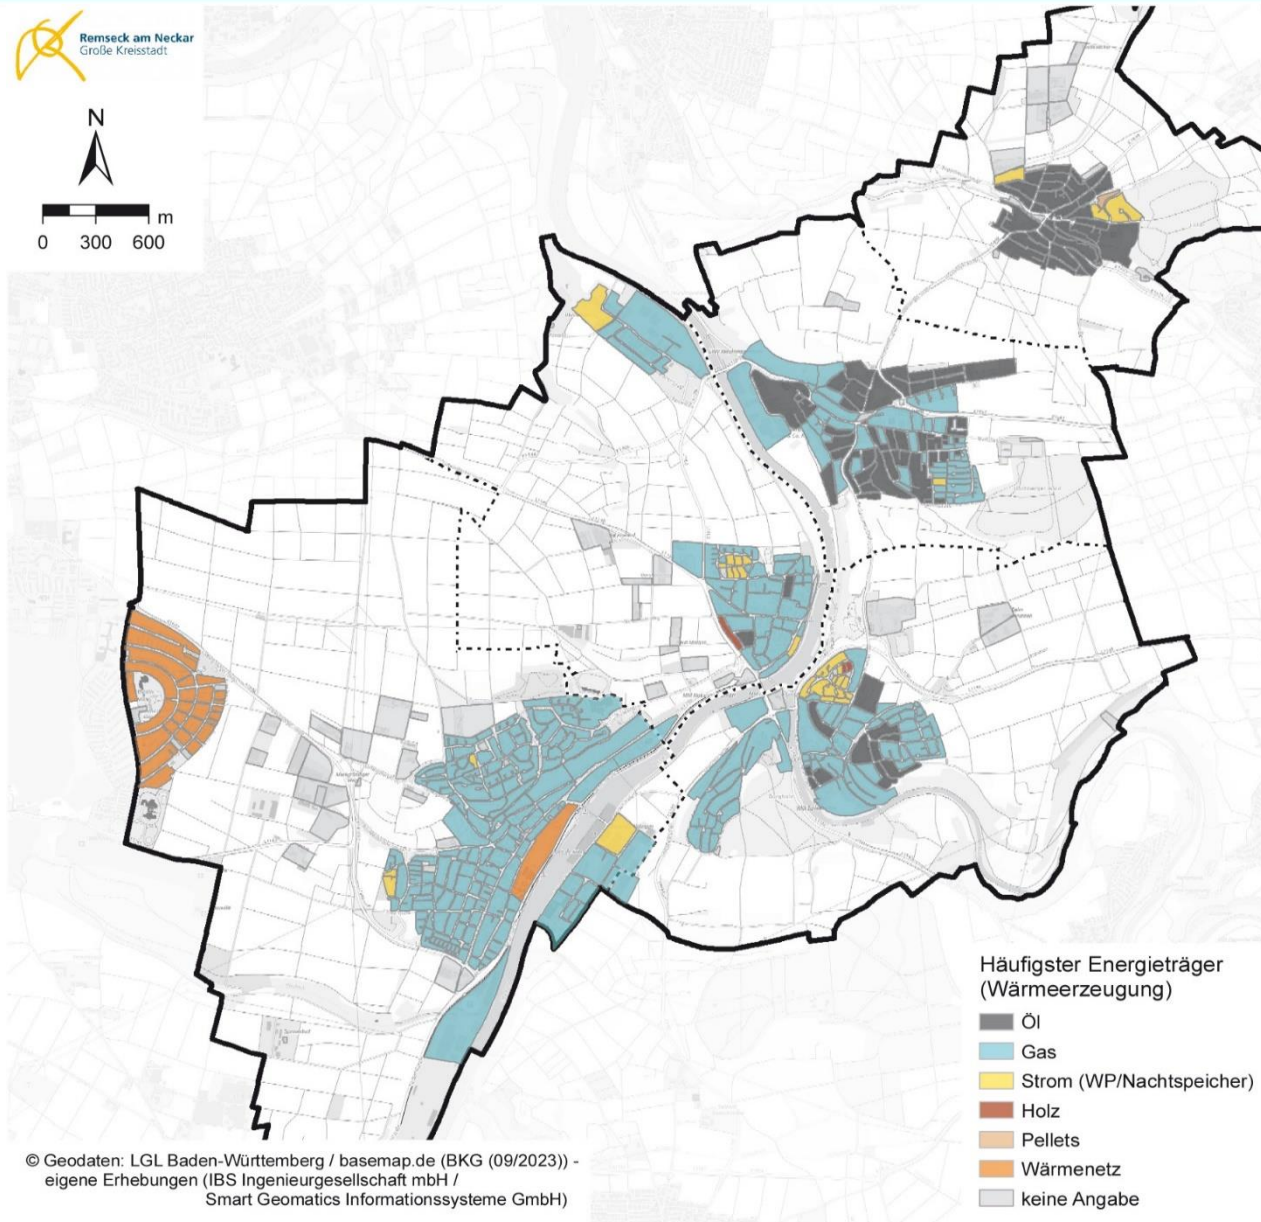 Remseck am Neckar
Große Kreisstadt
N
m
0 300 600
Häufigster Energieträger
(Wärmeerzeugung)
Öl
Gas
Strom (WP/Nachtspeicher)
Holz
Pellets
Wärmenetz
keine Angabe
© Geodaten: LGL Baden-Württemberg / basemap.de (BKG (09/2023)) -
eigene Erhebungen (IBS Ingenieurgesellschaft mbH /
Smart Geomatics Informationssysteme GmbH)